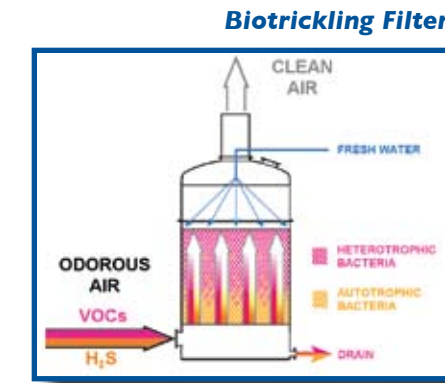 Biotrickling Filter
CLEAN
AIR
FRESH WATER
HETEROTROPHIC
BACTERIA
ODOROUS
AIR
AUTOTROPHIC
BACTERIA
VOCs
H₂S
DRAIN